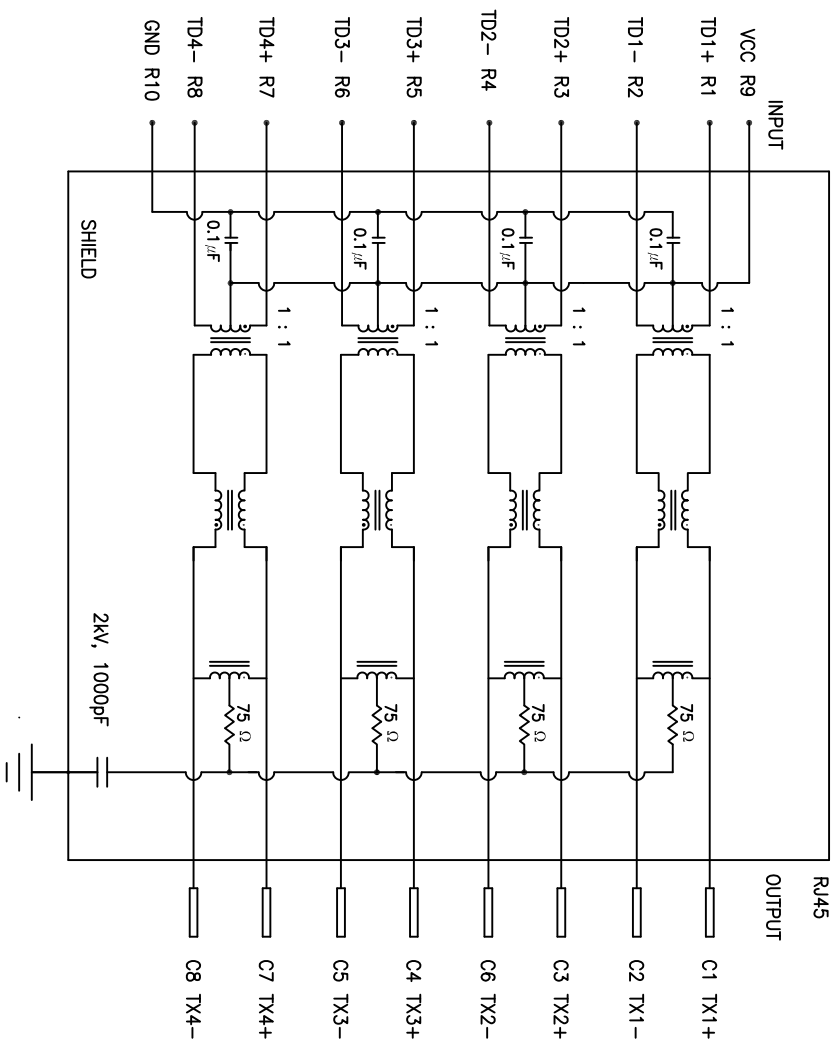 RJ45
INPUT
OUTPUT
VCC R9
1 : 1
TD1+ R1
C1 TX1+
75 Ω
0.1μF
TD1- R2
C2 TX1-
1 : 1
TD2+ R3
C3 TX2+
75 Ω
0.1μF
TD2- R4
C6 TX2-
1 : 1
TD3+ R5
C4 TX3+
75 Ω
0.1μF
TD3- R6
C5 TX3-
1 : 1
TD4+ R7
C7 TX4+
75 Ω
0.1μF
TD4- R8
C8 TX4-
GND R10
2kV, 1000pF
SHIELD